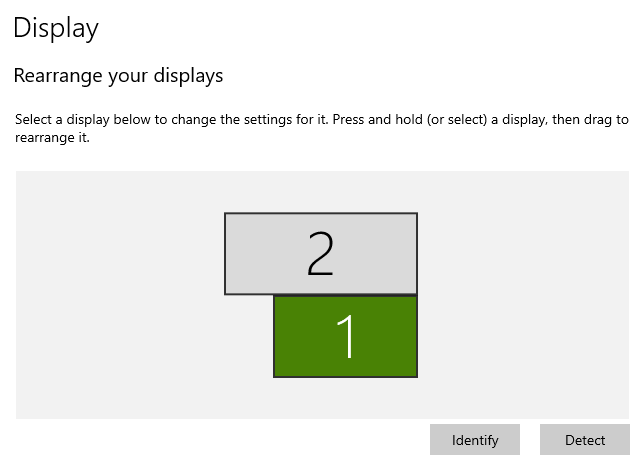 Display
Rearrange your displays
Select a display below to change the settings for it. Press and hold (or select) a display, then drag to
rearrange it.
2
1
Identify Detect